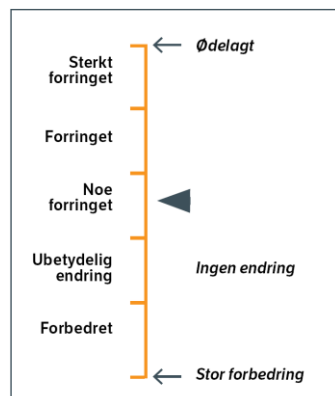 Ødelagt
Sterkt
forringet
Forringet
Noe
forringet
Ubetydelig
endring
Ingen endring
Forbedret
Stor forbedring